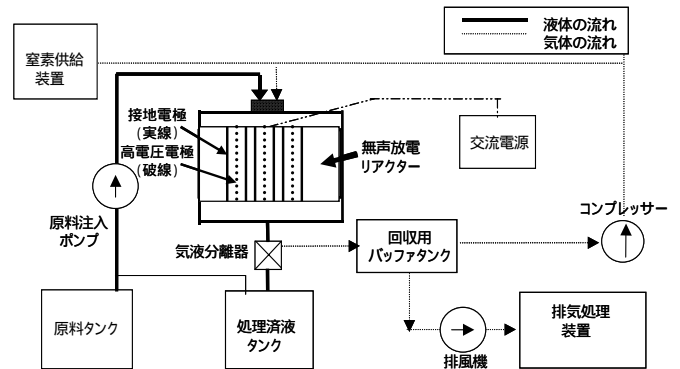 液体の流れ
気体の流れ
窒素供給
装置
接地電極
(実線)
高電圧電極
(破線)
無声放電
リアクター
交流電源
原料注入
ポンプ
気液分離器
回収用
バッファタンク
コンプレッサー
原料タンク
処理済液
タンク
排風機
排気処理
装置